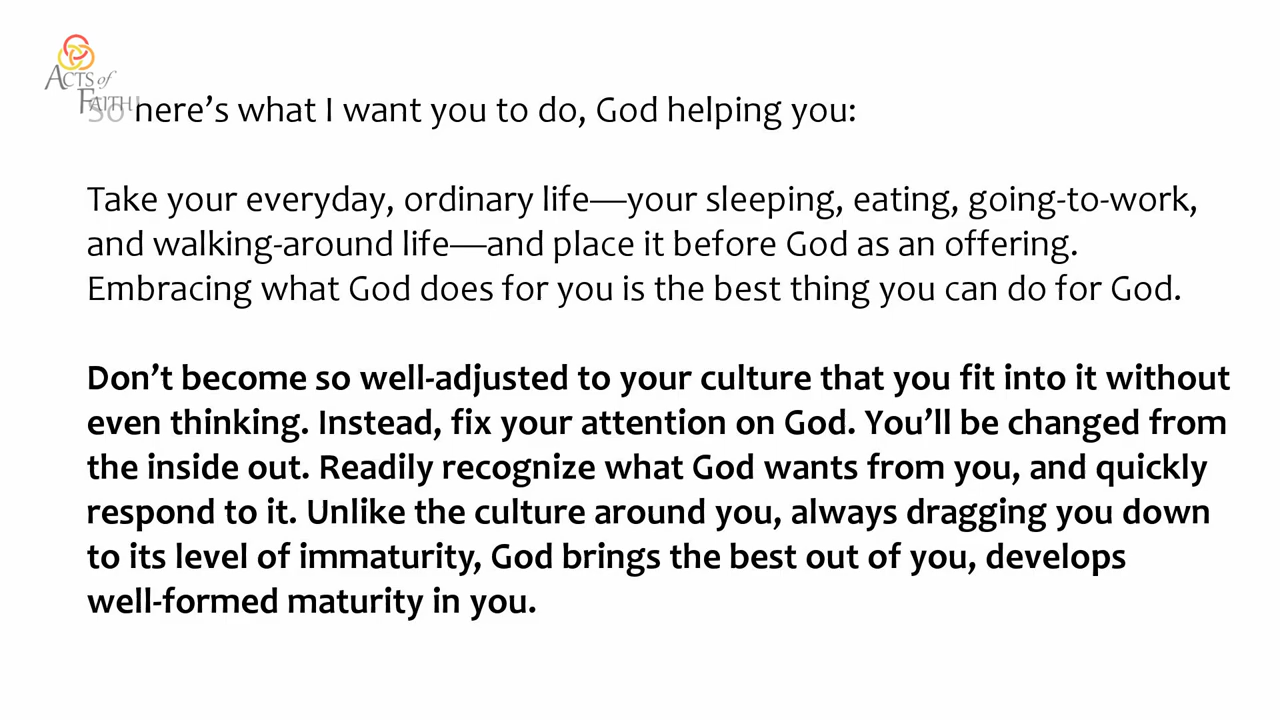 ACTS of
FAITH!
So here's what I want you to do, God helping you:
Take your everyday, ordinary life—your sleeping, eating, going-to-work,
and walking-around life—and place it before God as an offering.
Embracing what God does for you is the best thing you can do for God.
Don't become so well-adjusted to your culture that you fit into it without
even thinking. Instead, fix your attention on God. You'll be changed from
the inside out. Readily recognize what God wants from you, and quickly
respond to it. Unlike the culture around you, always dragging you down
to its level of immaturity, God brings the best out of you, develops
well-formed maturity in you.